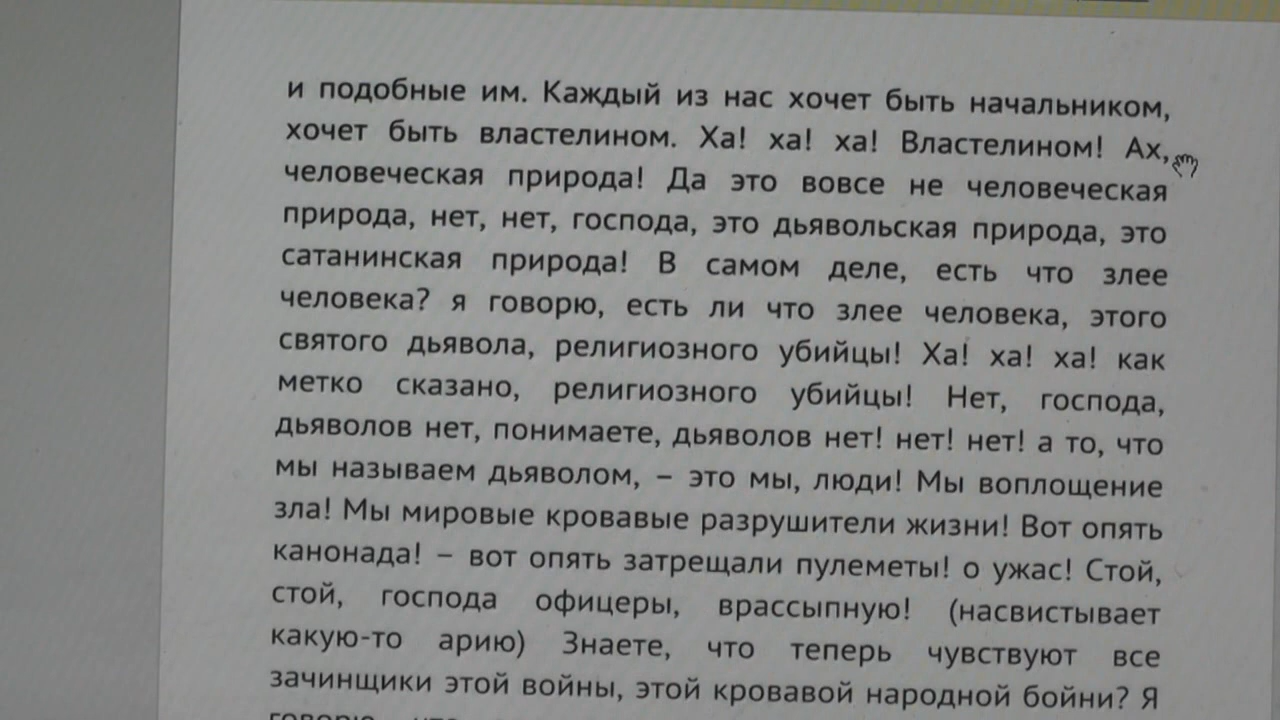 и подобные им. Каждый из нас хочет быть начальником,
хочет быть властелином. Ха! ха! ха! Властелином! Ах,
человеческая природа! Да это вовсе не человеческая
природа, нет, нет, господа, это дьявольская природа, это
сатанинская природа! В самом деле, есть что злее
человека? я говорю, есть ли что злее человека, этого
святого дьявола, религиозного убийцы! Ха! ха! ха! как
метко сказано, религиозного убийцы! Нет, господа,
дьяволов нет, понимаете, дьяволов нет! нет! нет! а то, что
мы называем дьяволом, – это мы, люди! Мы воплощение
зла! Мы мировые кровавые разрушители жизни! Вот опять
канонада! – вот опять затрещали пулеметы! о ужас! Стой,
стой, господа офицеры, врассыпную! (насвистывает
какую-то арию) Знаете, что теперь чувствуют все
зачинщики этой войны, этой кровавой народной бойни? Я